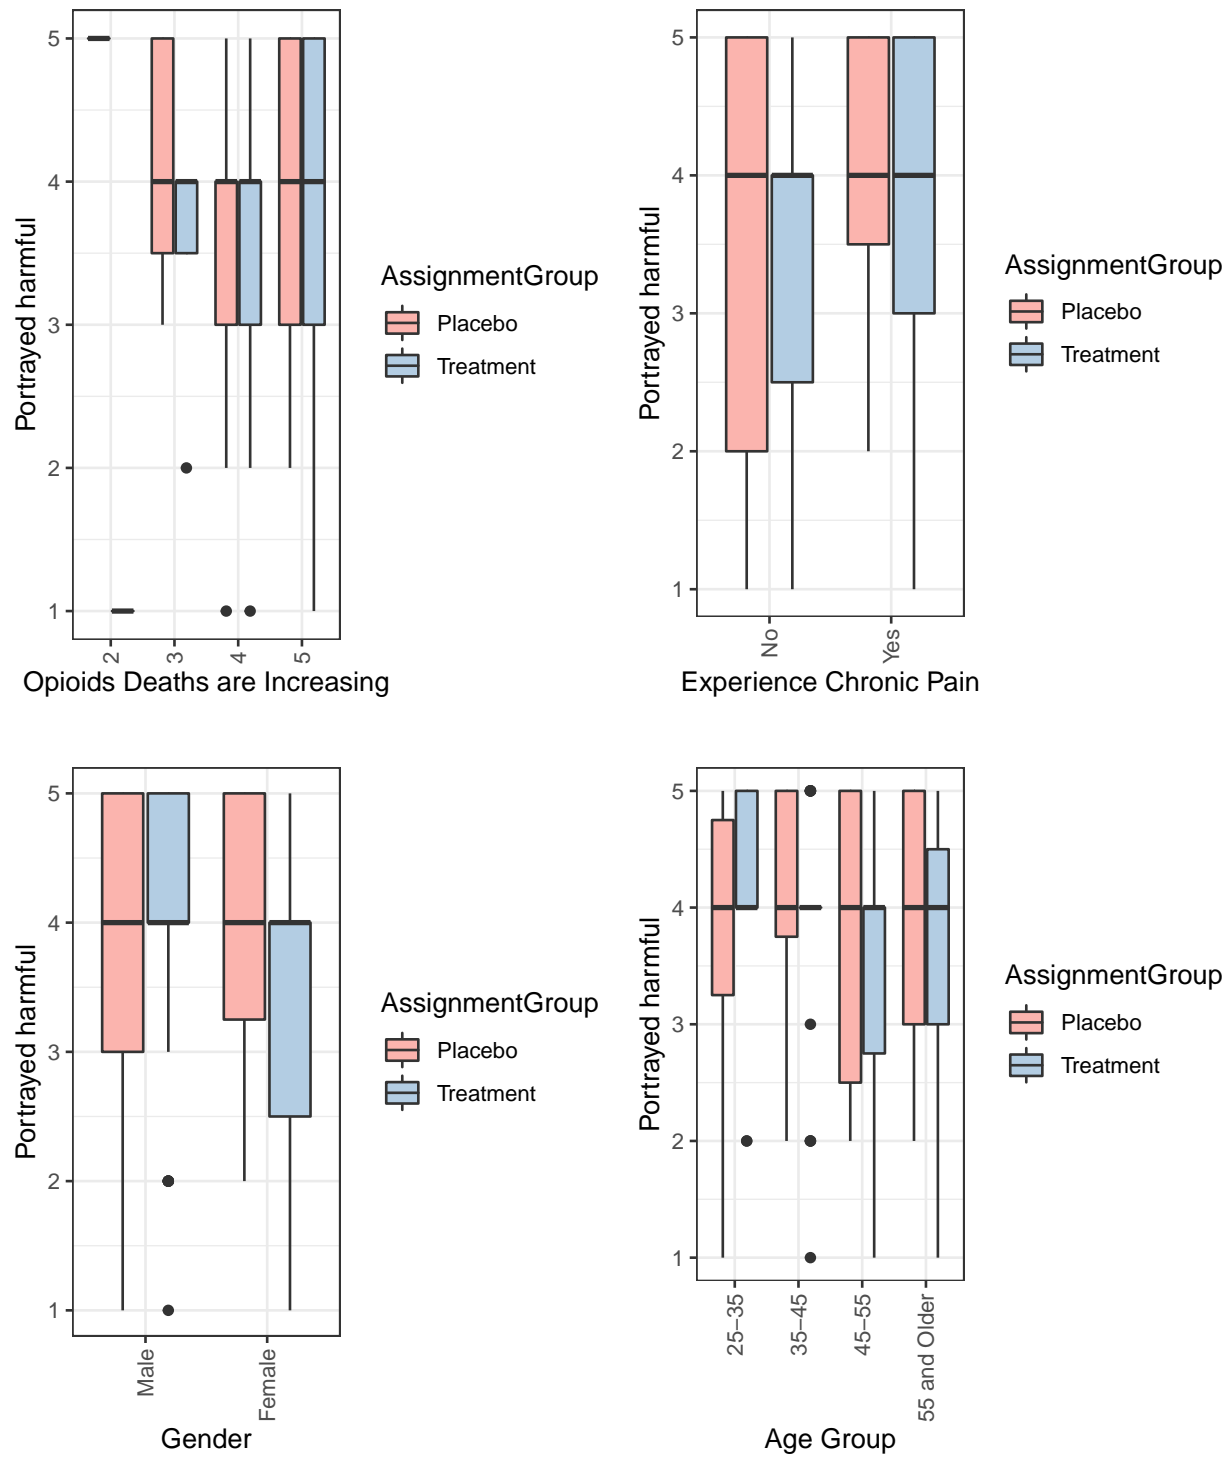 5
4
3
2
1
Portrayed harmful
2
3
4
5
Opioids Deaths are Increasing
AssignmentGroup
Placebo
Treatment
5
4
3
2
1
Portrayed harmful
No
Yes
Experience Chronic Pain
AssignmentGroup
Placebo
Treatment
5
4
3
2
1
Portrayed harmful
Male
Female
Gender
AssignmentGroup
Placebo
Treatment
5
4
3
2
1
Portrayed harmful
25−35
35−45
45−55
55 and Older
Age Group
AssignmentGroup
Placebo
Treatment